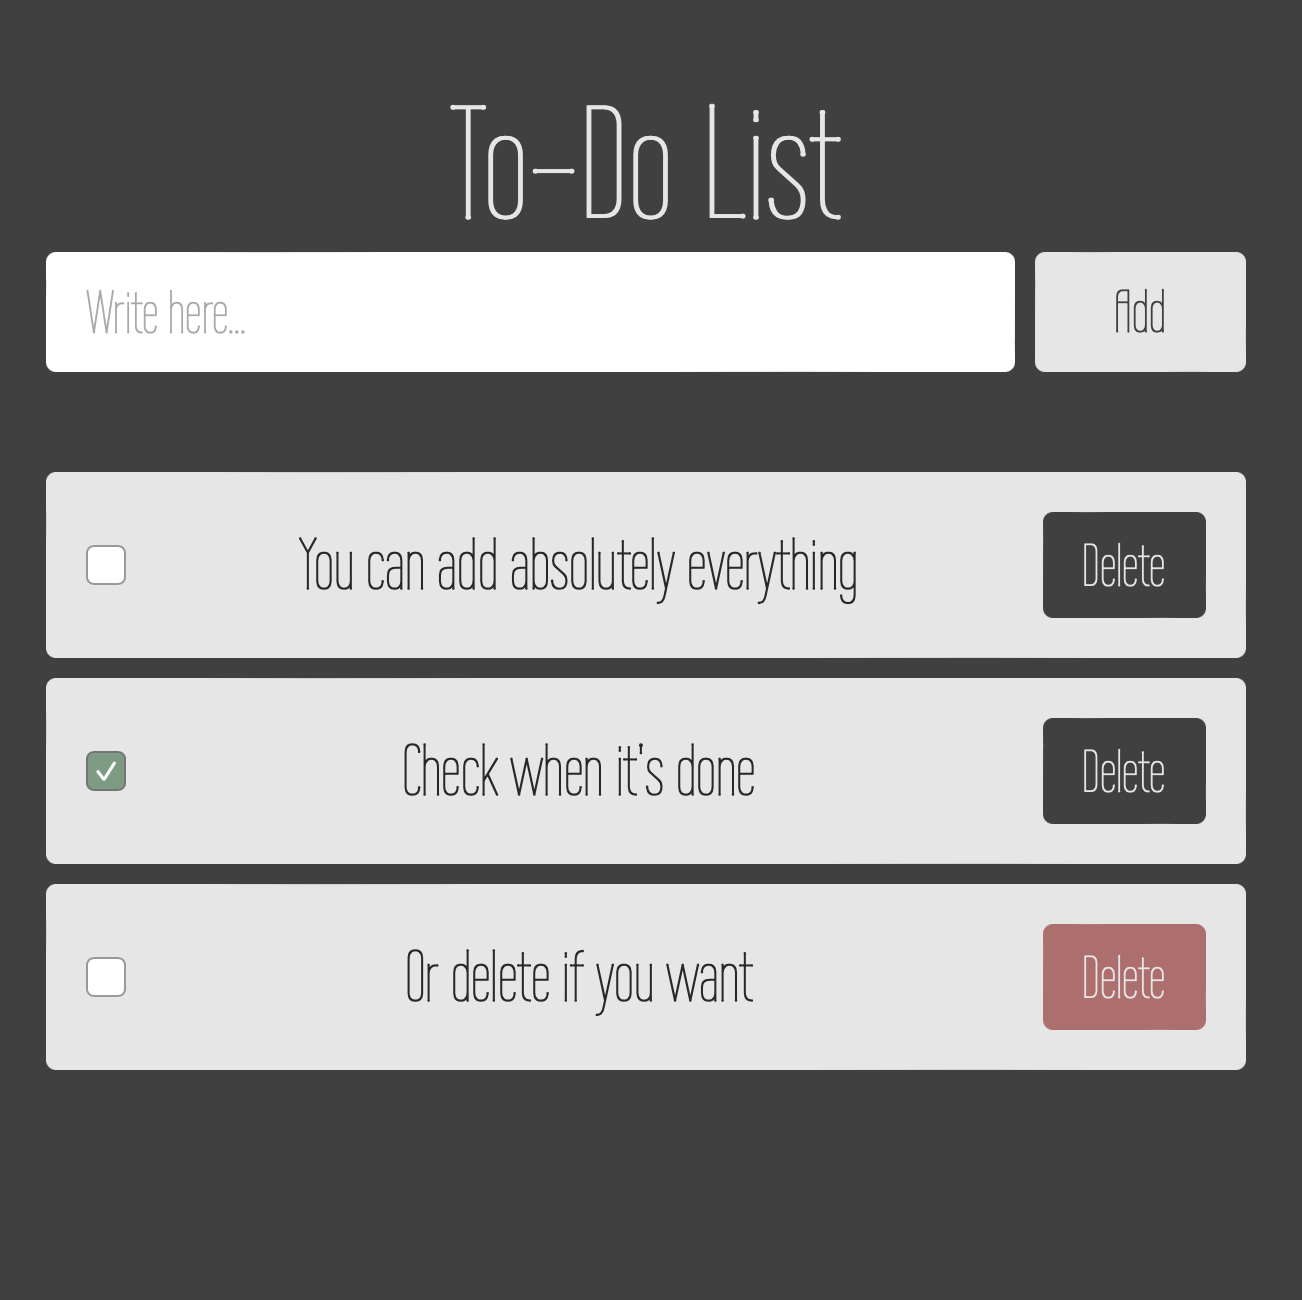 To-Do List
Write here...
Add
You can add absolutely everything
Delete
Check when it's done
Delete
Or delete if you want
Delete